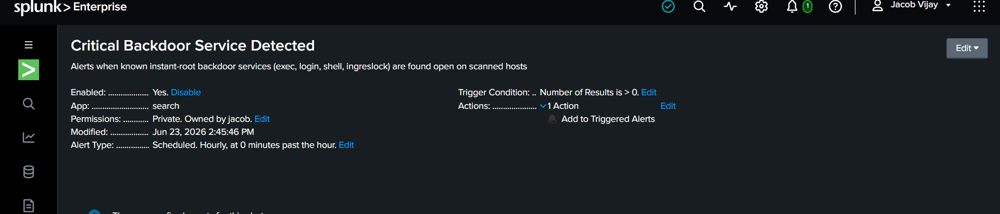 splunk> Enterprise
1
Jacob Vijay
Critical Backdoor Service Detected
Edit
Alerts when known instant-root backdoor services (exec, login, shell, ingreslock) are found open on scanned hosts
Enabled: ................... Yes. Disable
App: ........................... search
Permissions: ............ Private. Owned by jacob. Edit
Modified: .................. Jun 23, 2026 2:45:46 PM
Alert Type: ............... Scheduled. Hourly, at 0 minutes past the hour. Edit
Trigger Condition: .. Number of Results is > 0. Edit
Actions: ..................... 1 Action Edit
Add to Triggered Alerts